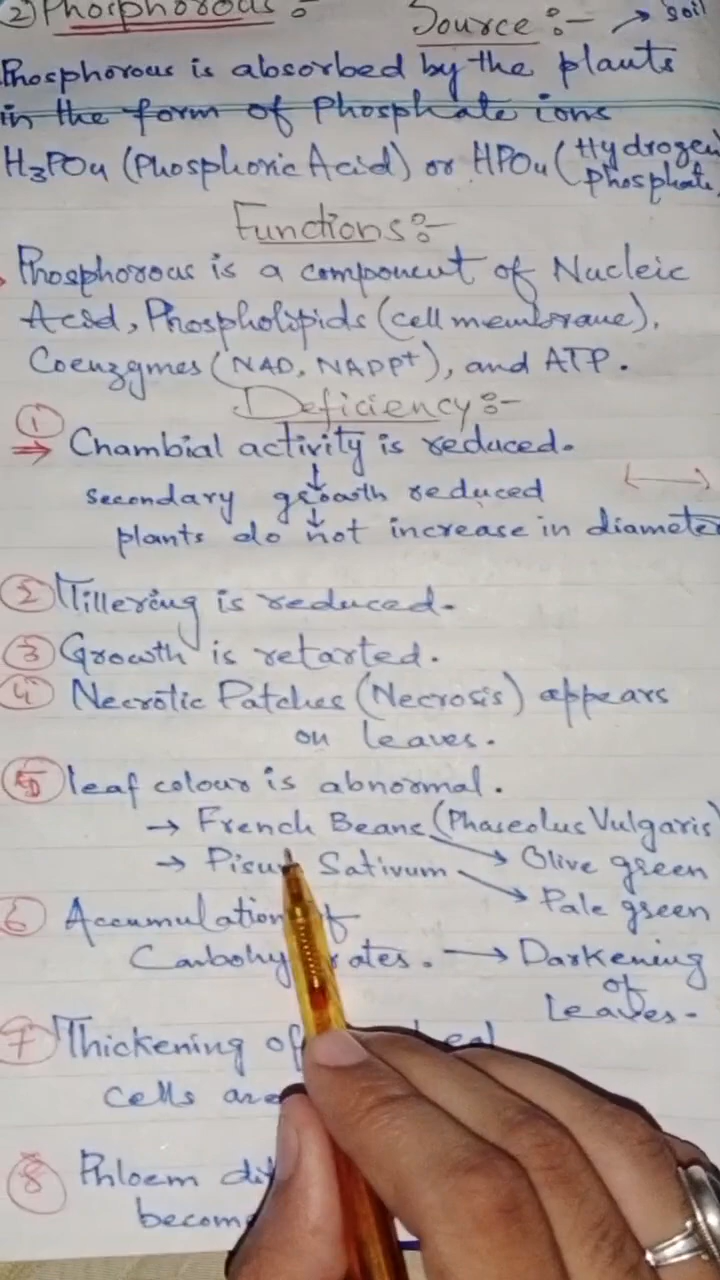 ② Phosphorous :-
Source :- → soil
Phosphorous is absorbed by the plants
in the form of Phosphate ions
H₃PO₄ (Phosphoric Acid) or HPO₄ (Hydrogen
Phosphate
Functions :-
Phosphorous is a component of Nucleic
Acid, Phospholipids (cell membrane),
Coenzymes (NAD, NADP⁺), and ATP.
Deficiency :-
① ⇒ Chambial activity is reduced.
↓
secondary growth reduced
↓
plants do not increase in diameter
② Tillering is reduced.
③ Growth is retarted.
④ Necrotic Patches (Necrosis) appears
on leaves.
⑤ leaf colour is abnormal.
→ French Beans (Phaseolus Vulgaris) → Olive green
→ Pisum Sativum → Pale green
⑥ Accumulation of
Carbohydrates. → Darkening
of
Leaves-
⑦ Thickening of
cells are
⑧ Phloem